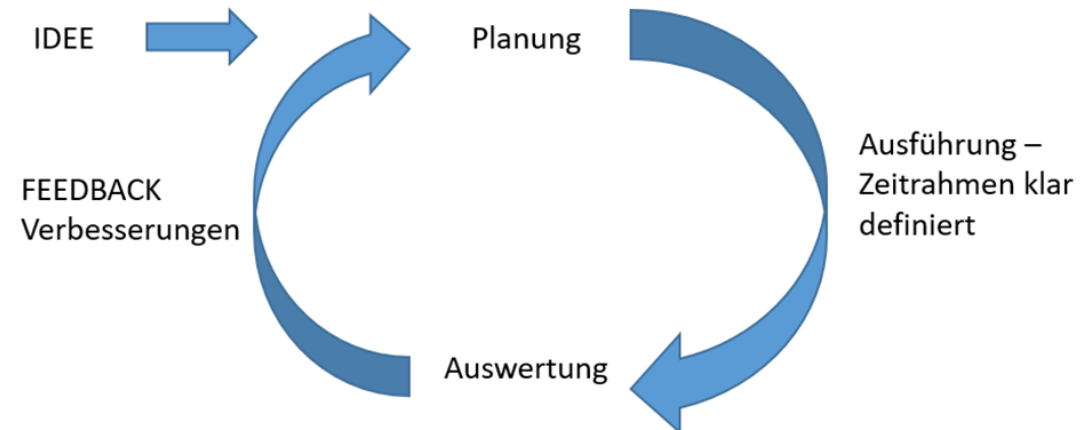 IDEE
Planung
Ausführung –
Zeitrahmen klar
definiert
FEEDBACK
Verbesserungen
Auswertung